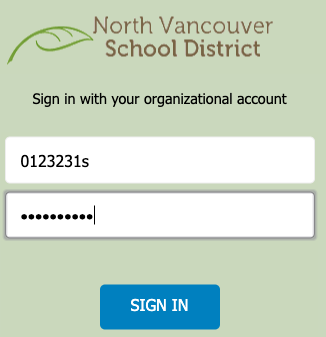 North Vancouver
School District
Sign in with your organizational account
0123231s
••••••••••
SIGN IN